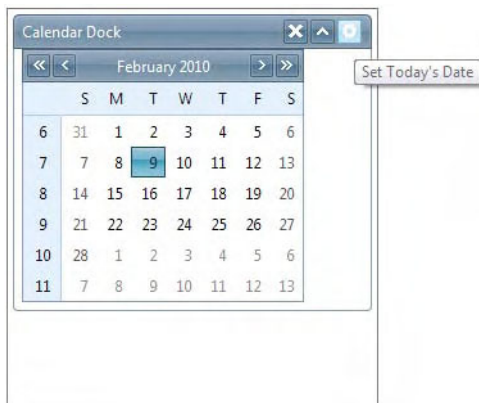 Calendar Dock
« < February 2010 > »
Set Today's Date
S M T W T F S
6 31 1 2 3 4 5 6
7 7 8 9 10 11 12 13
8 14 15 16 17 18 19 20
9 21 22 23 24 25 26 27
10 28 1 2 3 4 5 6
11 7 8 9 10 11 12 13